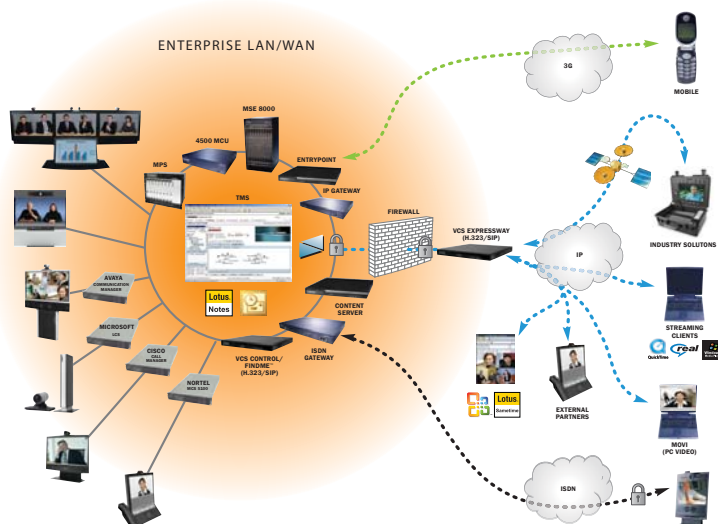 ENTERPRISE LAN/WAN
3G
MOBILE
MSE 8000
4500 MCU
ENTRYPOINT
MPS
IP GATEWAY
TMS
FIREWALL
VCS EXPRESSWAY
(H.323/SIP)
INDUSTRY SOLUTONS
IP
AVAYA
COMMUNICATION
MANAGER
Lotus.
Notes
CONTENT
SERVER
STREAMING
CLIENTS
QuickTime
real
MICROSOFT
LCS
CISCO
CALL
MANAGER
ISDN
GATEWAY
VCS CONTROL/
FINDME™
(H.323/SIP)
NORTEL
MCS 5100
Lotus.
Sametime
EXTERNAL
PARTNERS
MOVI
(PC VIDEO)
ISDN